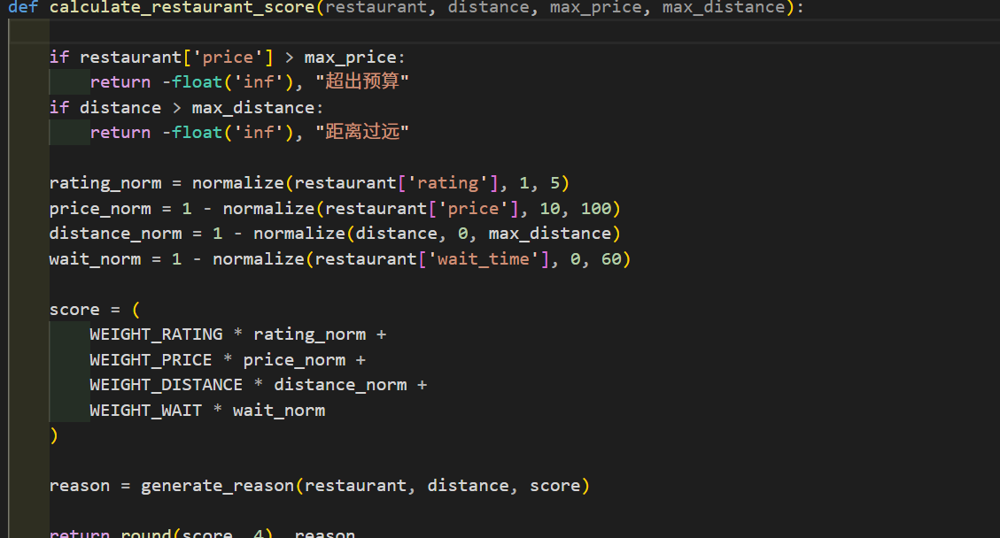 def calculate_restaurant_score(restaurant, distance, max_price, max_distance):
if restaurant['price'] > max_price:
return -float('inf'), "超出预算"
if distance > max_distance:
return -float('inf'), "距离过远"
rating_norm = normalize(restaurant['rating'], 1, 5)
price_norm = 1 - normalize(restaurant['price'], 10, 100)
distance_norm = 1 - normalize(distance, 0, max_distance)
wait_norm = 1 - normalize(restaurant['wait_time'], 0, 60)
score = (
WEIGHT_RATING * rating_norm +
WEIGHT_PRICE * price_norm +
WEIGHT_DISTANCE * distance_norm +
WEIGHT_WAIT * wait_norm
)
reason = generate_reason(restaurant, distance, score)
return round(score, 4), reason